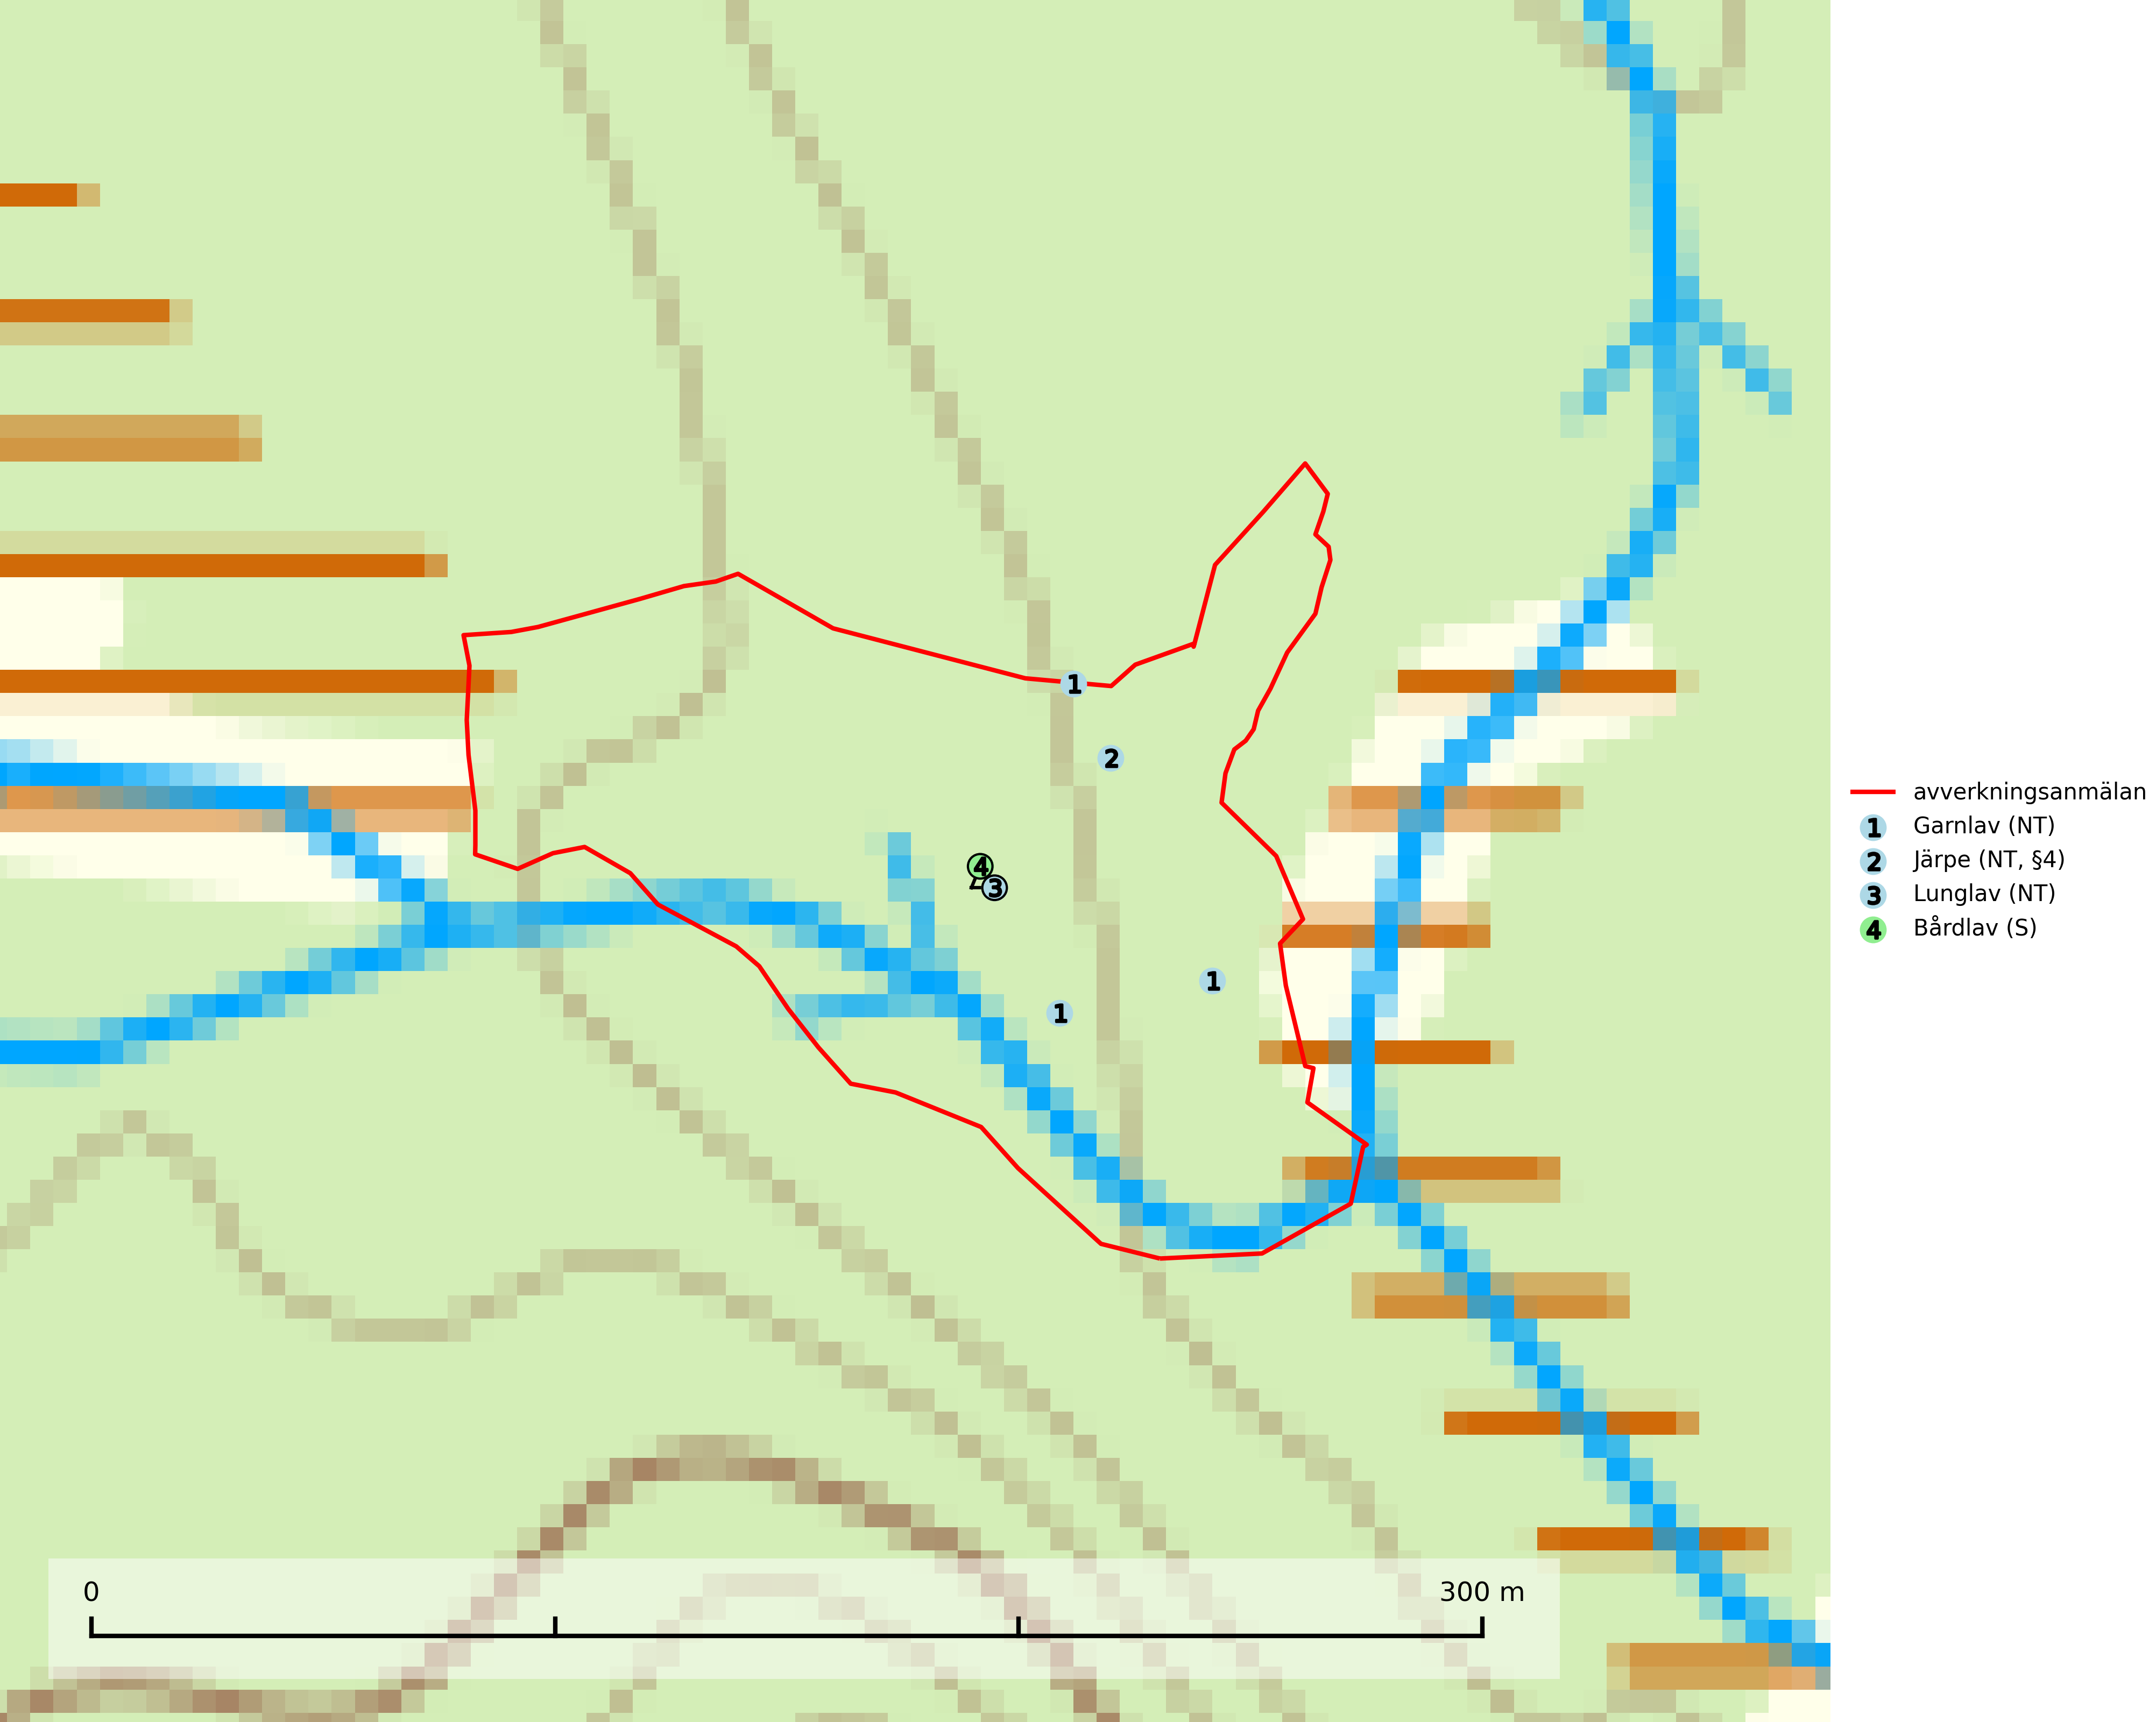 1
2
4
3
1
1
avverkningsanmälan
1 Garnlav (NT)
2 Järpe (NT, §4)
3 Lunglav (NT)
4 Bårdlav (S)
0 300 m